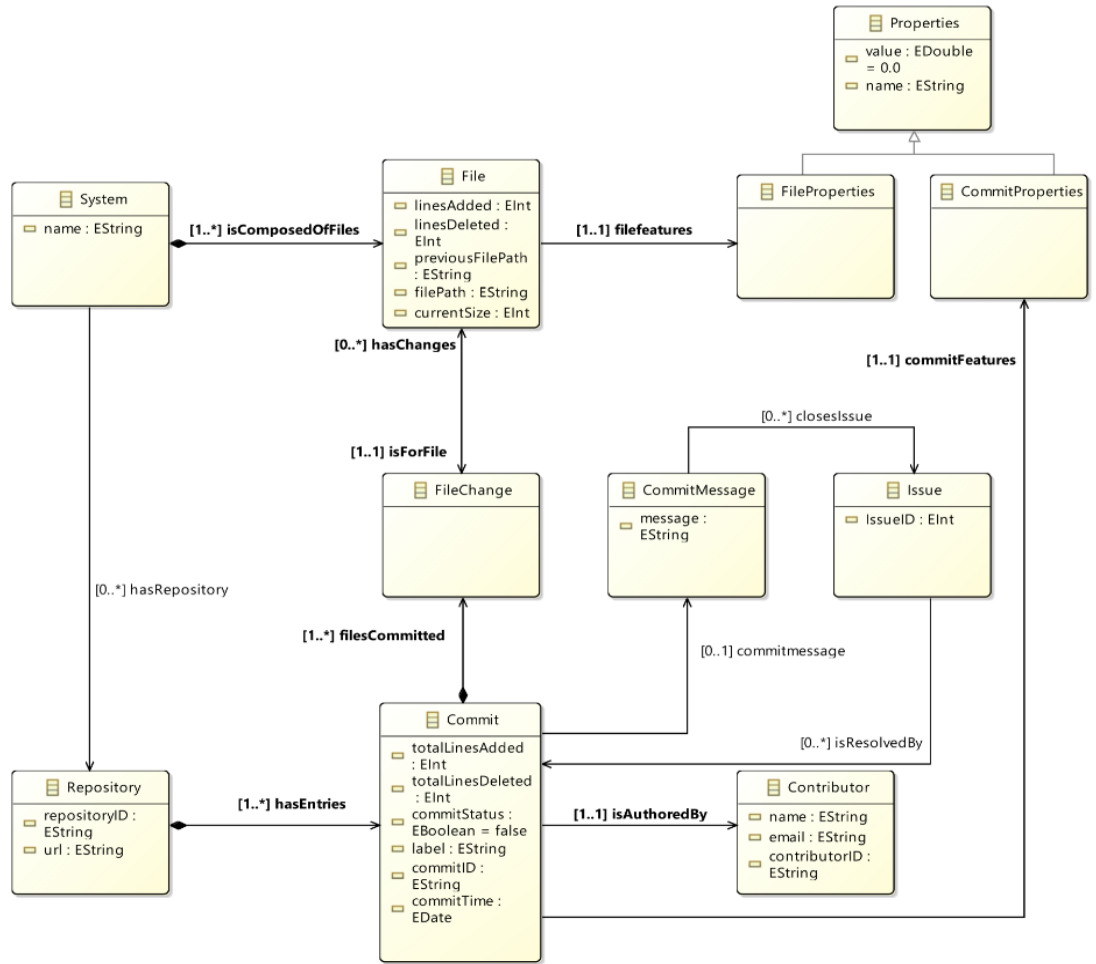 Properties
value : EDouble
= 0.0
name : EString
System
name : EString
[1..*] isComposedOfFiles
File
linesAdded : EInt
linesDeleted :
EInt
previousFilePath
: EString
filePath : EString
currentSize : EInt
[1..1] filefeatures
FileProperties
CommitProperties
[0..*] hasChanges
[1..1] commitFeatures
[0..*] closesIssue
[1..1] isForFile
FileChange
CommitMessage
message :
EString
Issue
IssueID : EInt
[0..*] hasRepository
[1..*] filesCommitted
[0..1] commitmessage
[0..*] isResolvedBy
Repository
repositoryID :
EString
url : EString
[1..*] hasEntries
Commit
totalLinesAdded
: EInt
totalLinesDeleted
: EInt
commitStatus :
EBoolean = false
label : EString
commitID :
EString
commitTime :
EDate
[1..1] isAuthoredBy
Contributor
name : EString
email : EString
contributorID :
EString